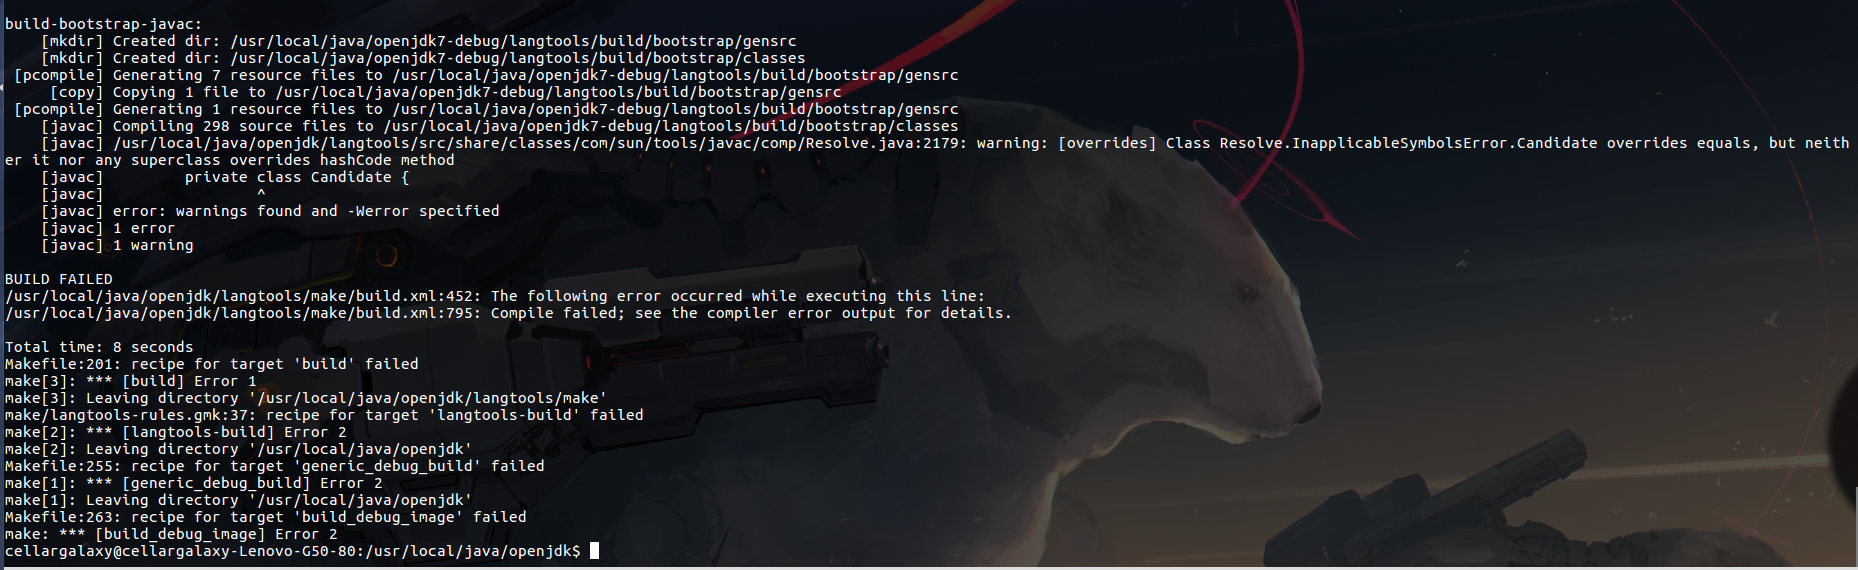 build-bootstrap-javac:
    [mkdir] Created dir: /usr/local/java/openjdk7-debug/langtools/build/bootstrap/gensrc
    [mkdir] Created dir: /usr/local/java/openjdk7-debug/langtools/build/bootstrap/classes
 [pcompile] Generating 7 resource files to /usr/local/java/openjdk7-debug/langtools/build/bootstrap/gensrc
     [copy] Copying 1 file to /usr/local/java/openjdk7-debug/langtools/build/bootstrap/gensrc
 [pcompile] Generating 1 resource files to /usr/local/java/openjdk7-debug/langtools/build/bootstrap/gensrc
    [javac] Compiling 298 source files to /usr/local/java/openjdk7-debug/langtools/build/bootstrap/classes
    [javac] /usr/local/java/openjdk/langtools/src/share/classes/com/sun/tools/javac/comp/Resolve.java:2179: warning: [overrides] Class Resolve.InapplicableSymbolsError.Candidate overrides equals, but neith
er it nor any superclass overrides hashCode method
    [javac]         private class Candidate {
    [javac]                 ^
    [javac] error: warnings found and -Werror specified
    [javac] 1 error
    [javac] 1 warning
BUILD FAILED
/usr/local/java/openjdk/langtools/make/build.xml:452: The following error occurred while executing this line:
/usr/local/java/openjdk/langtools/make/build.xml:795: Compile failed; see the compiler error output for details.
Total time: 8 seconds
Makefile:201: recipe for target 'build' failed
make[3]: *** [build] Error 1
make[3]: Leaving directory '/usr/local/java/openjdk/langtools/make'
make/langtools-rules.gmk:37: recipe for target 'langtools-build' failed
make[2]: *** [langtools-build] Error 2
make[2]: Leaving directory '/usr/local/java/openjdk'
Makefile:255: recipe for target 'generic_debug_build' failed
make[1]: *** [generic_debug_build] Error 2
make[1]: Leaving directory '/usr/local/java/openjdk'
Makefile:263: recipe for target 'build_debug_image' failed
make: *** [build_debug_image] Error 2
cellargalaxy@cellargalaxy-Lenovo-G50-80:/usr/local/java/openjdk$